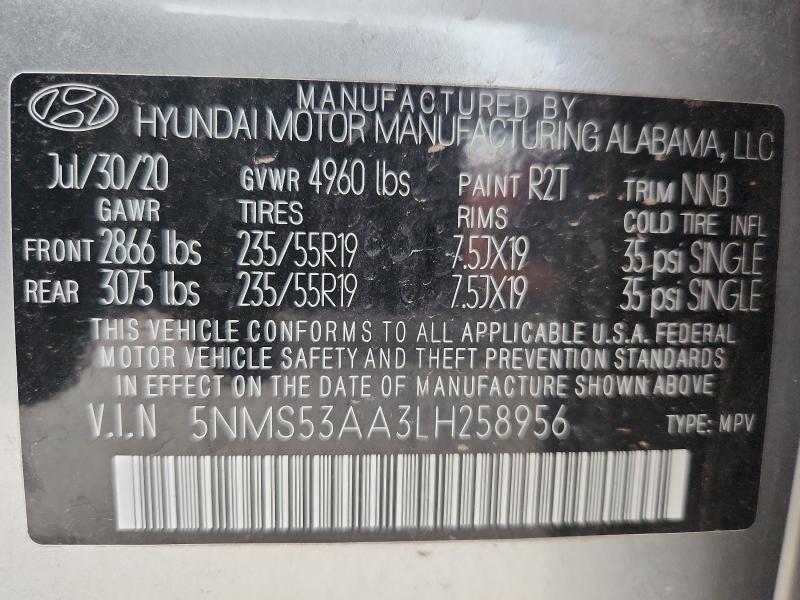 MANUFACTURED BY
HYUNDAI MOTOR MANUFACTURING ALABAMA, LLC
Jul/30/20 GVWR 4960 lbs PAINT R2T TRIM NNB
GAWR TIRES RIMS COLD TIRE INFL
FRONT 2866 lbs 235/55R19 7.5JX19 35 psi SINGLE
REAR 3075 lbs 235/55R19 7.5JX19 35 psi SINGLE
THIS VEHICLE CONFORMS TO ALL APPLICABLE U.S.A. FEDERAL
MOTOR VEHICLE SAFETY AND THEFT PREVENTION STANDARDS
IN EFFECT ON THE DATE OF MANUFACTURE SHOWN ABOVE
V.I.N 5NMS53AA3LH258956 TYPE: MPV